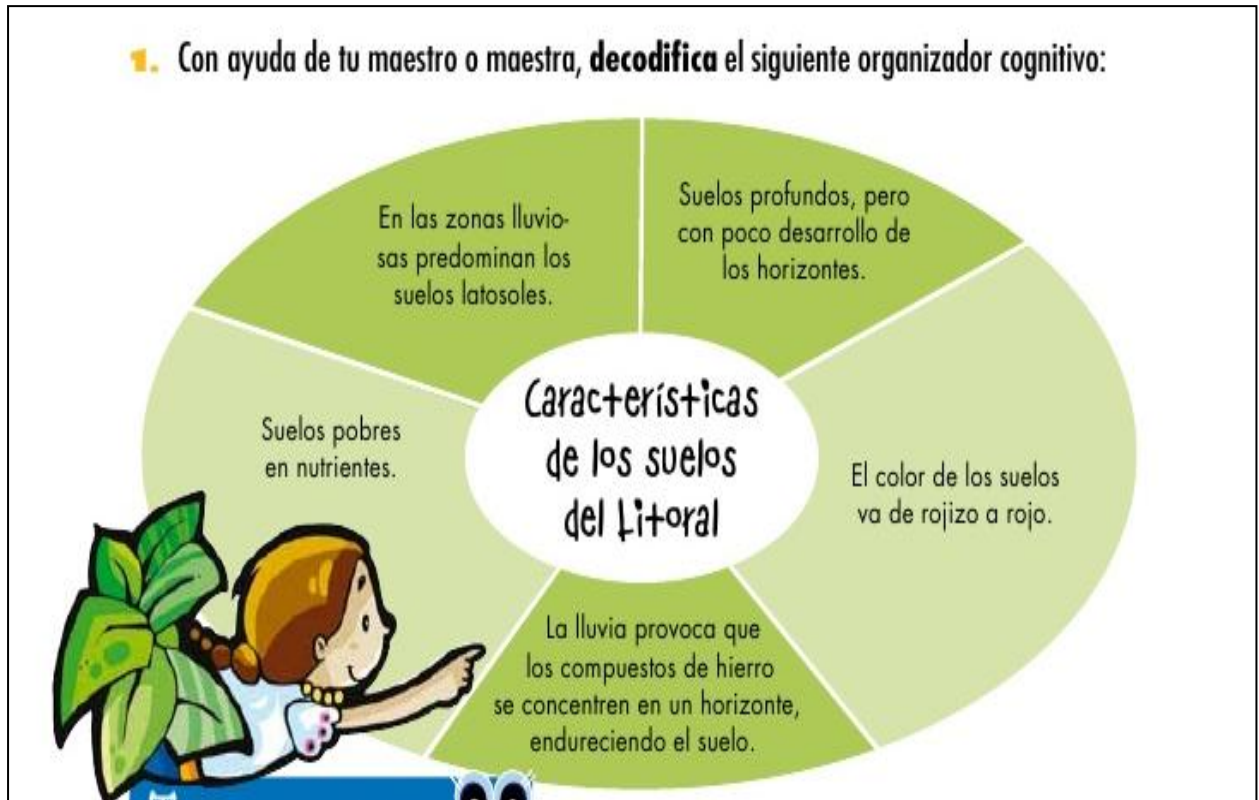 1. Con ayuda de tu maestro o maestra, decodifica el siguiente organizador cognitivo:
En las zonas lluvio-
sas predominan los
suelos latosoles.
Suelos profundos, pero
con poco desarrollo de
los horizontes.
Suelos pobres
en nutrientes.
Características
de los suelos
del Litoral
El color de los suelos
va de rojizo a rojo.
La lluvia provoca que
los compuestos de hierro
se concentren en un horizonte,
endureciendo el suelo.